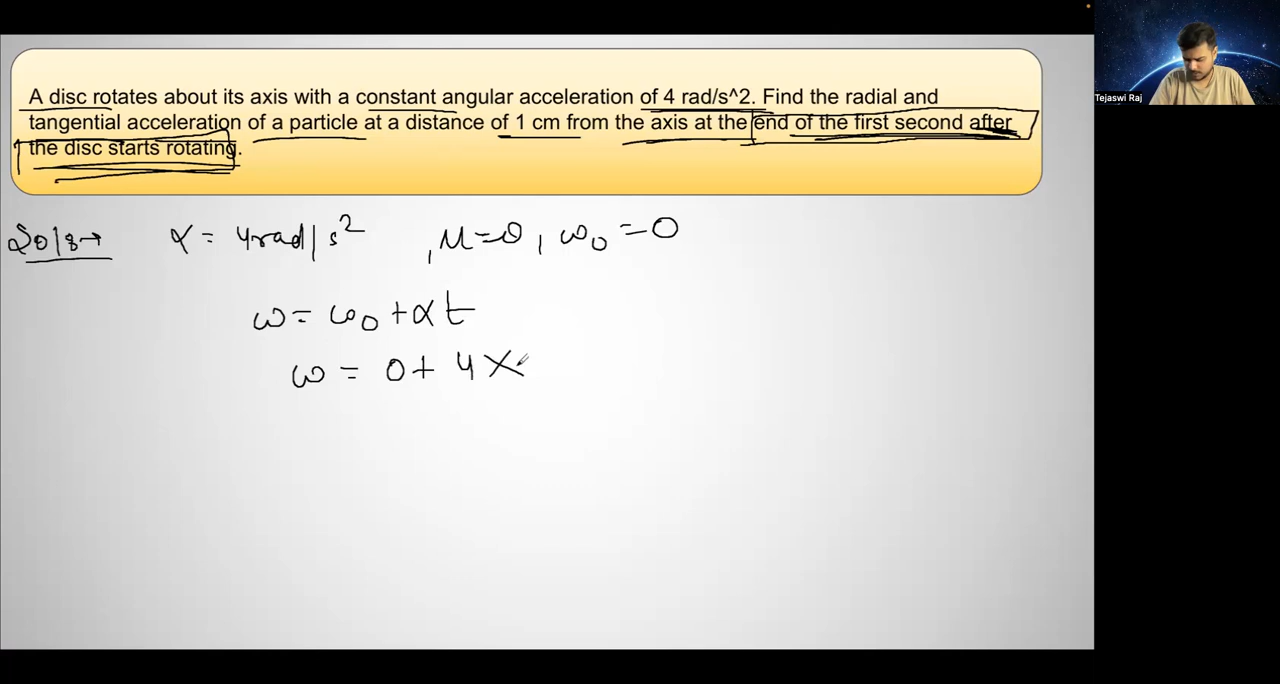 A disc rotates about its axis with a constant angular acceleration of 4 rad/s^2. Find the radial and
tangential acceleration of a particle at a distance of 1 cm from the axis at the end of the first second after
the disc starts rotating.
Soln→ α = 4rad/s² , u=0, ω₀=0
ω = ω₀ + αt
ω = 0+ 4×
Tejaswi Raj